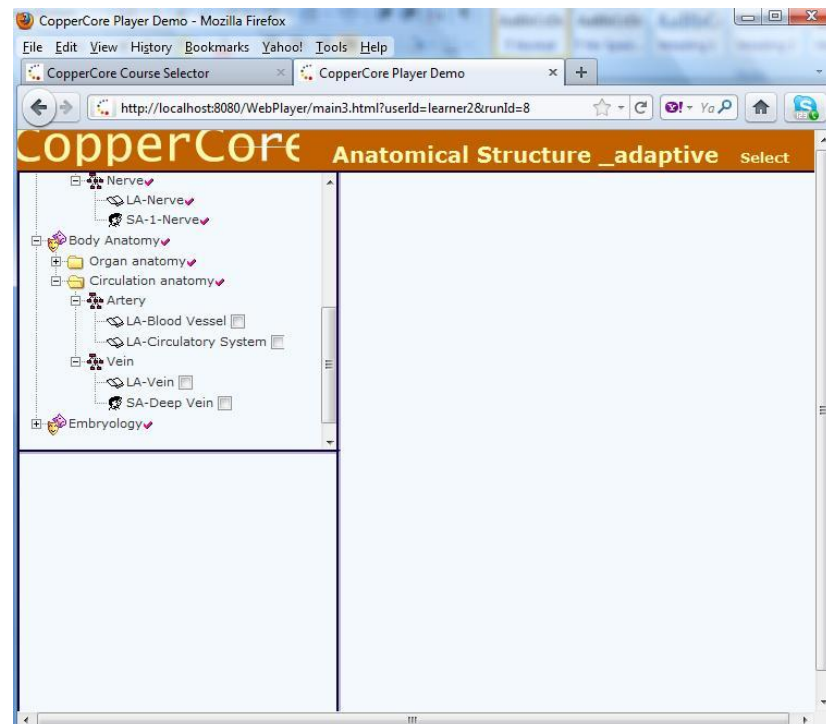 CopperCore Player Demo - Mozilla Firefox
File Edit View History Bookmarks Yahoo! Tools Help
CopperCore Course Selector
CopperCore Player Demo
http://localhost:8080/WebPlayer/main3.html?userId=learner2&runId=8
CopperCore
Anatomical Structure _adaptive Select
Nerve
LA-Nerve
SA-1-Nerve
Body Anatomy
Organ anatomy
Circulation anatomy
Artery
LA-Blood Vessel
LA-Circulatory System
Vein
LA-Vein
SA-Deep Vein
Embryology